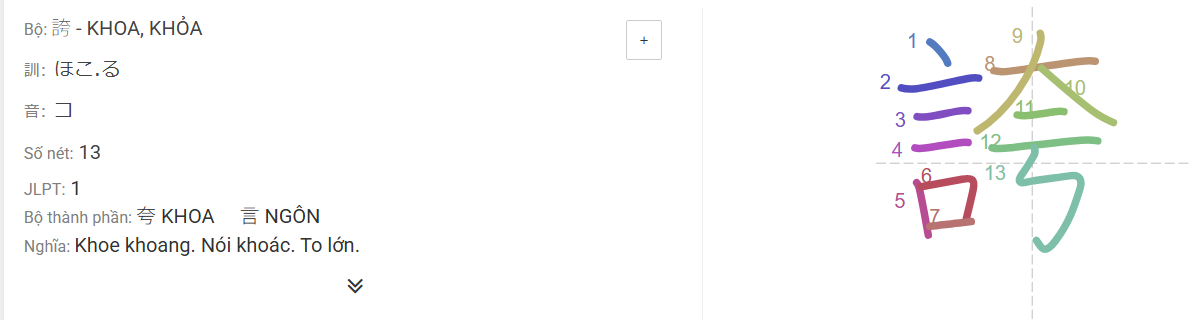 Bộ: 誇 - KHOA, KHỎA
+
訓: ほこ.る
音: コ
Số nét: 13
JLPT: 1
Bộ thành phần: 夸 KHOA 言 NGÔN
Nghĩa: Khoe khoang. Nói khoác. To lớn.
誇
1
2
3
4
5
6
7
8
9
10
11
12
13